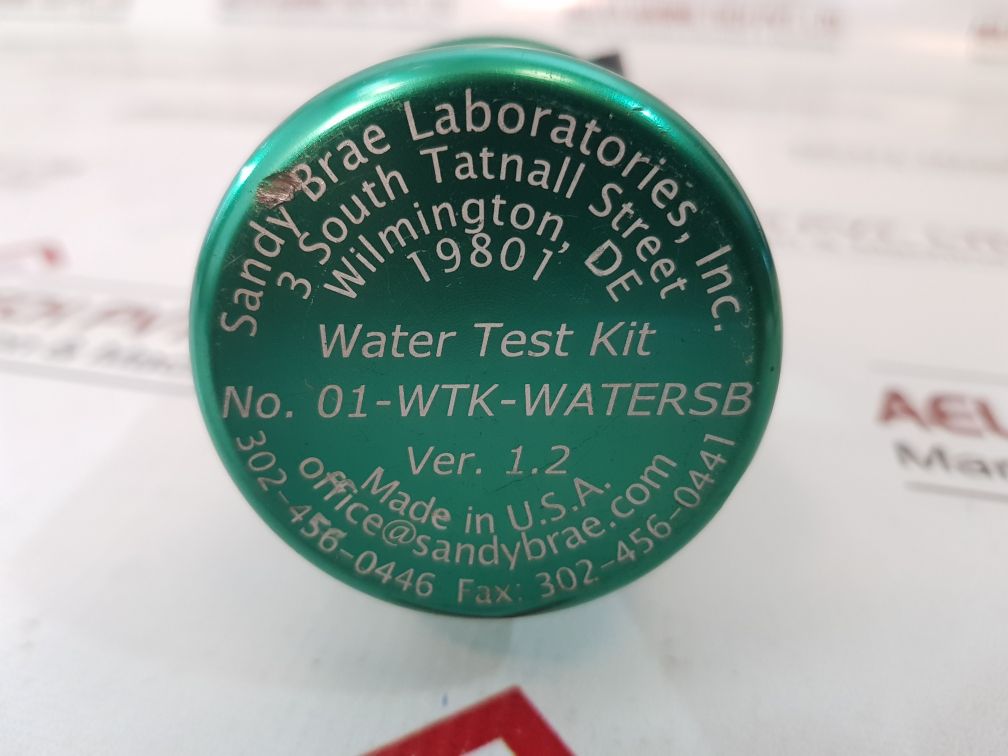 Sandy Brae Laboratories, Inc.
3 South Tatnall Street
Wilmington, DE
19801
Water Test Kit
No. 01-WTK-WATERSB
Ver. 1.2
Made in U.S.A.
office@sandybrae.com
302-456-0446 Fax: 302-456-0441